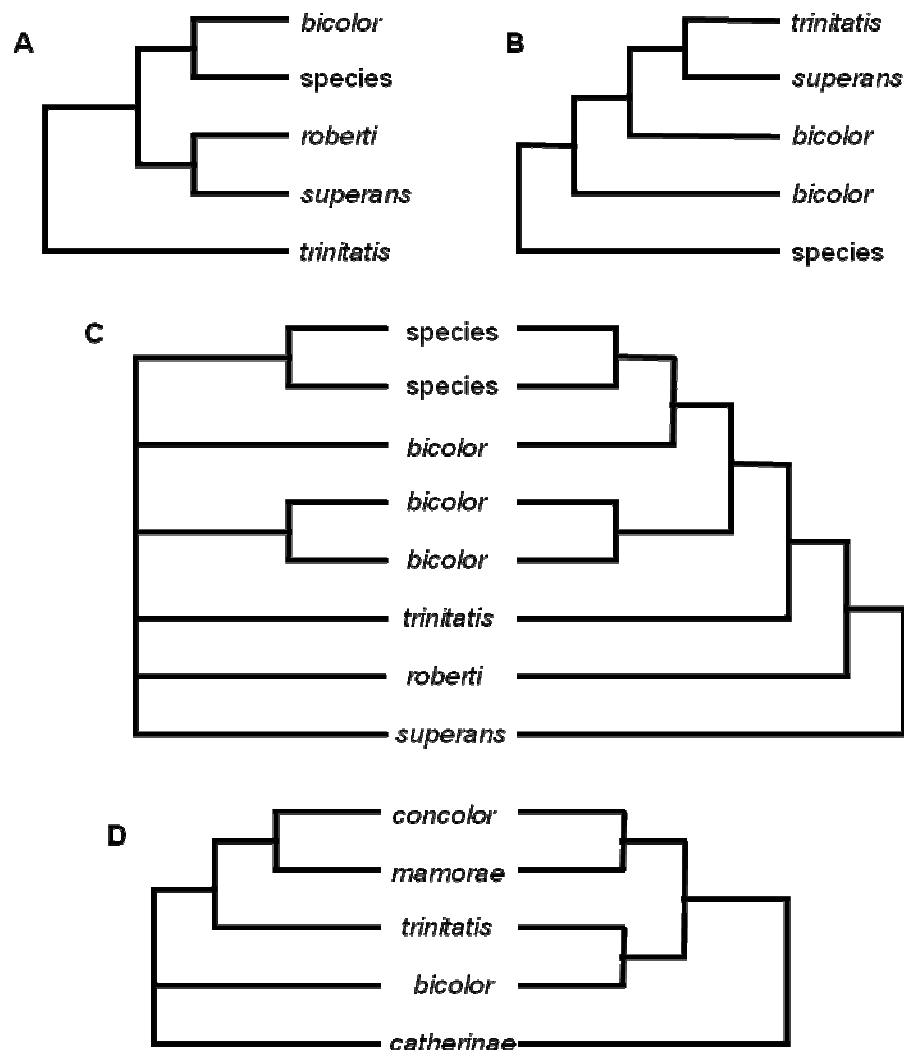 A
bicolor
species
roberti
superans
trinitatis
B
trinitatis
superans
bicolor
bicolor
species
C
species
species
bicolor
bicolor
bicolor
trinitatis
roberti
superans
D
concolor
mamorae
trinitatis
bicolor
catherinae